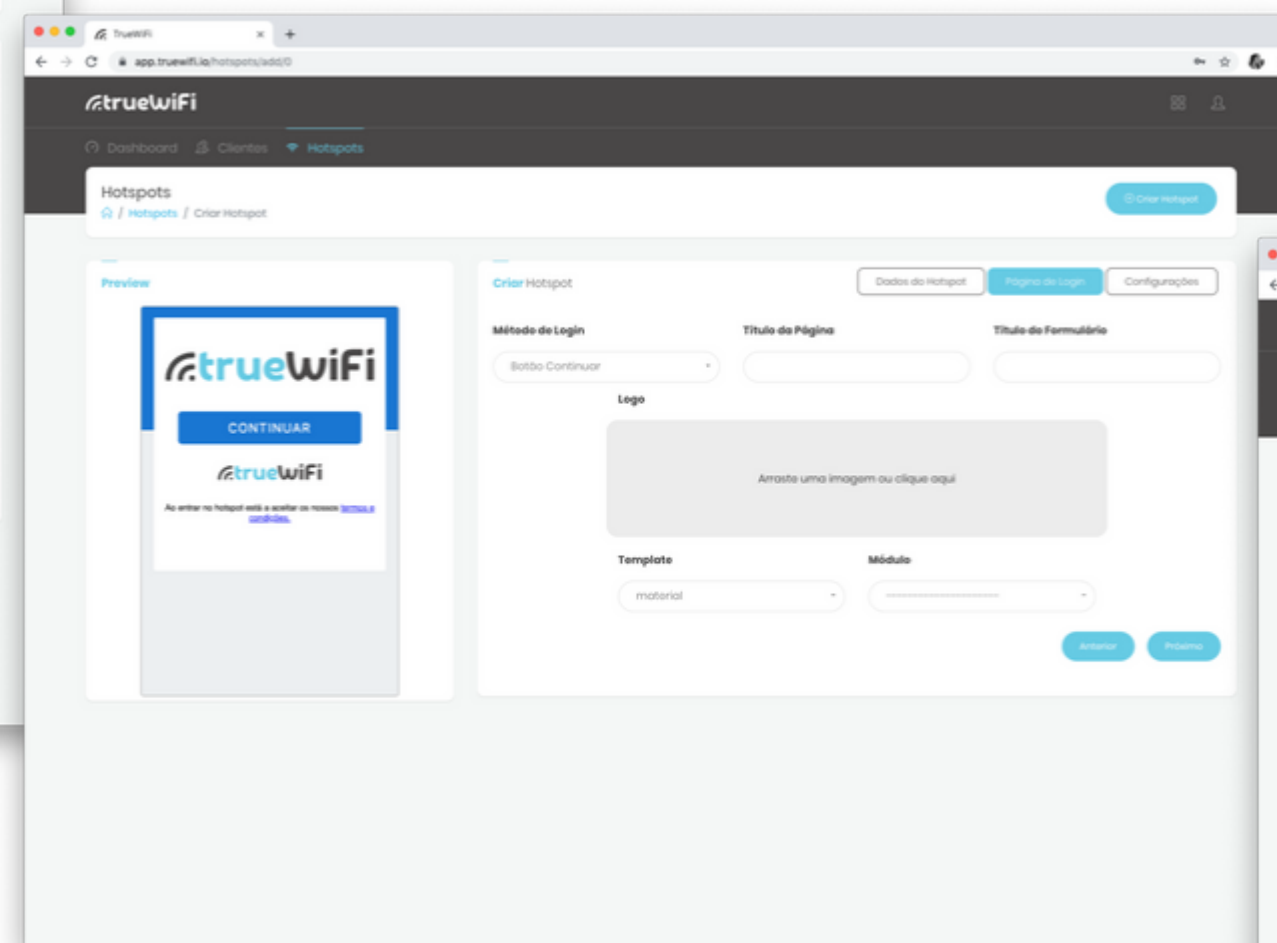 TrueWiFi
app.truewifi.io/hotspots/add/0
trueWiFi
Dashboard Clientes Hotspots
Hotspots
/ Hotspots / Criar Hotspot
Criar Hotspot
Preview
trueWiFi
CONTINUAR
trueWiFi
Ao entrar no hotspot está a aceitar os nossos termos e
condições.
Criar Hotspot
Dados do Hotspot Página de Login Configurações
Método de Login Título da Página Título do Formulário
Botão Continuar
Logo
Arraste uma imagem ou clique aqui
Template Módulo
material --------------------
Anterior Próximo